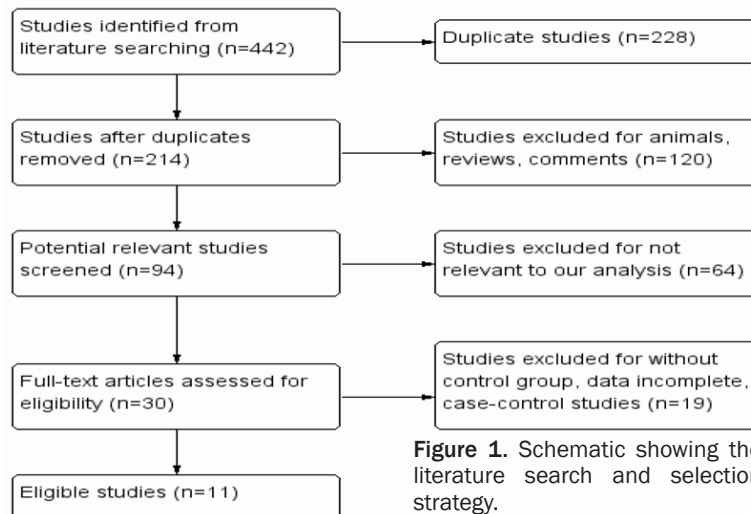 Studies identified from
literature searching (n=442)
Duplicate studies (n=228)
Studies after duplicates
removed (n=214)
Studies excluded for animals,
reviews, comments (n=120)
Potential relevant studies
screened (n=94)
Studies excluded for not
relevant to our analysis (n=64)
Full-text articles assessed for
eligibility (n=30)
Studies excluded for without
control group, data incomplete,
case-control studies (n=19)
Eligible studies (n=11)
Figure 1. Schematic showing the
literature search and selection
strategy.